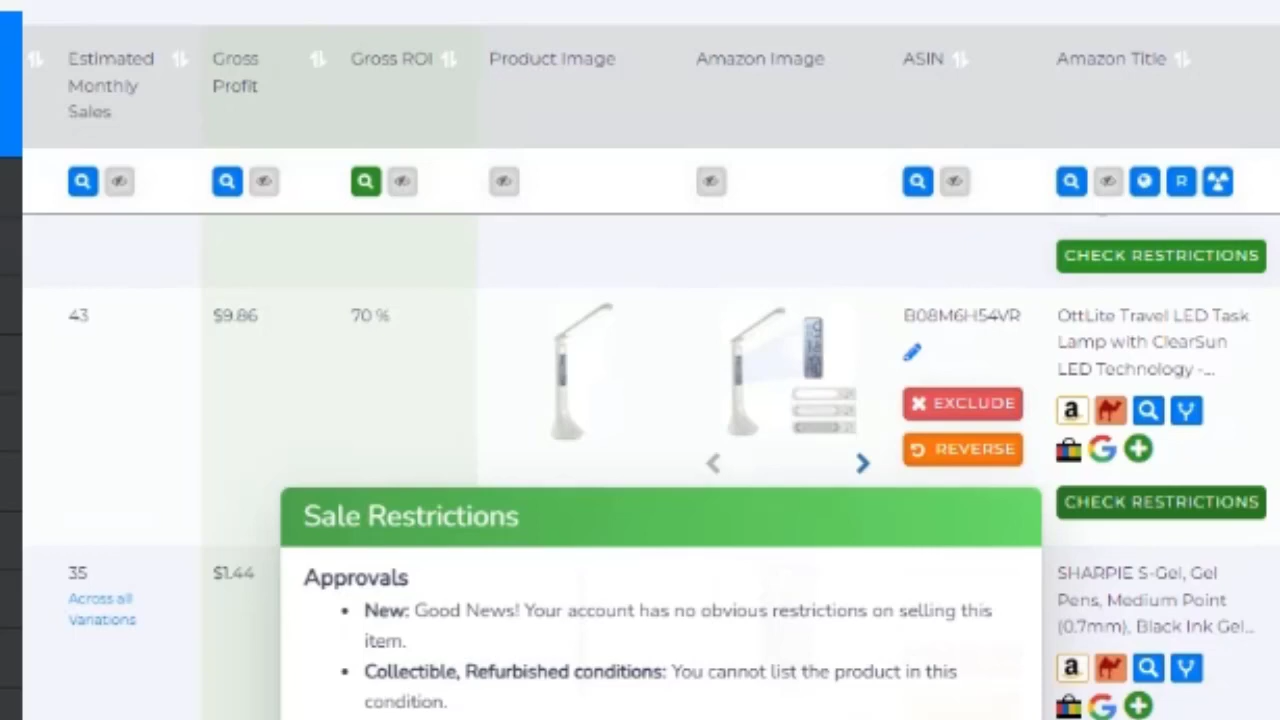 Estimated Monthly Sales
Gross Profit
Gross ROI
Product Image
Amazon Image
ASIN
Amazon Title
R
CHECK RESTRICTIONS
43
$9.86
70 %
B08M6H54VR
EXCLUDE
REVERSE
OttLite Travel LED Task
Lamp with ClearSun
LED Technology -...
a
G
CHECK RESTRICTIONS
Sale Restrictions
Approvals
• New: Good News! Your account has no obvious restrictions on selling this
item.
• Collectible, Refurbished conditions: You cannot list the product in this
condition.
35
Across all
Variations
$1.44
SHARPIE S-Gel, Gel
Pens, Medium Point
(0.7mm), Black Ink Gel...
a
G